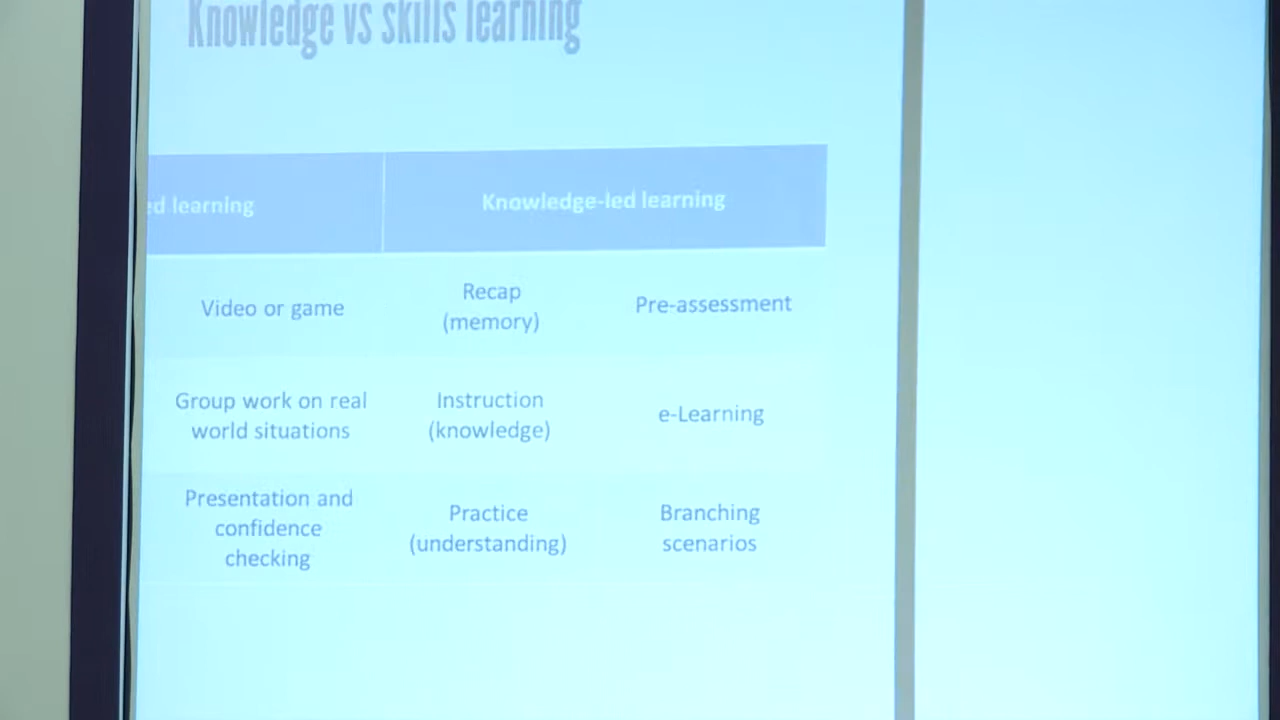 Knowledge vs skills learning
ed learning
Knowledge-led learning
Video or game
Recap
(memory)
Pre-assessment
Group work on real
world situations
Instruction
(knowledge)
e-Learning
Presentation and
confidence
checking
Practice
(understanding)
Branching
scenarios